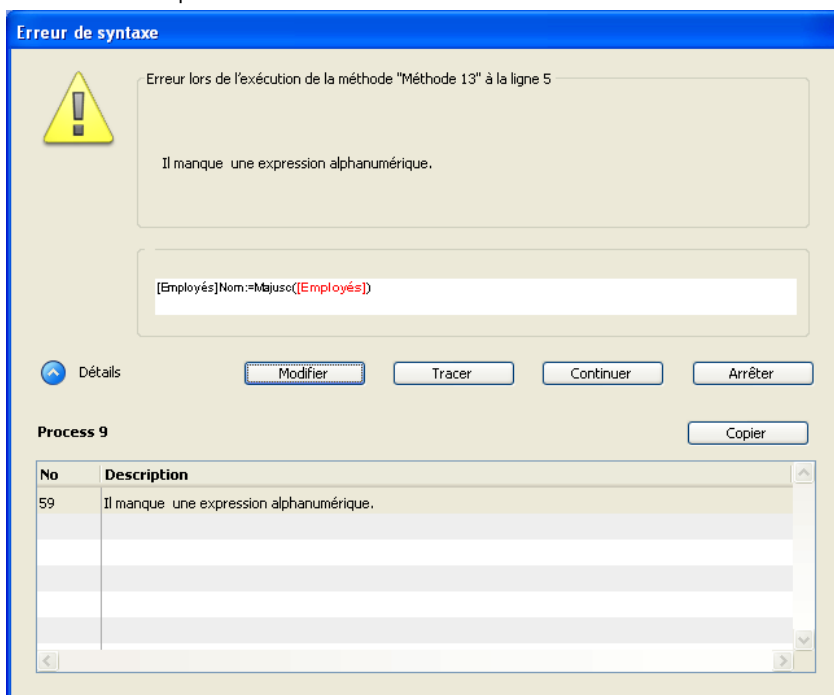 Erreur de syntaxe
Erreur lors de l'exécution de la méthode "Méthode 13" à la ligne 5
Il manque une expression alphanumérique.
[Employés]Nom:=Majusc([Employés])
Détails
Modifier
Tracer
Continuer
Arrêter
Process 9
Copier
No Description
59 Il manque une expression alphanumérique.